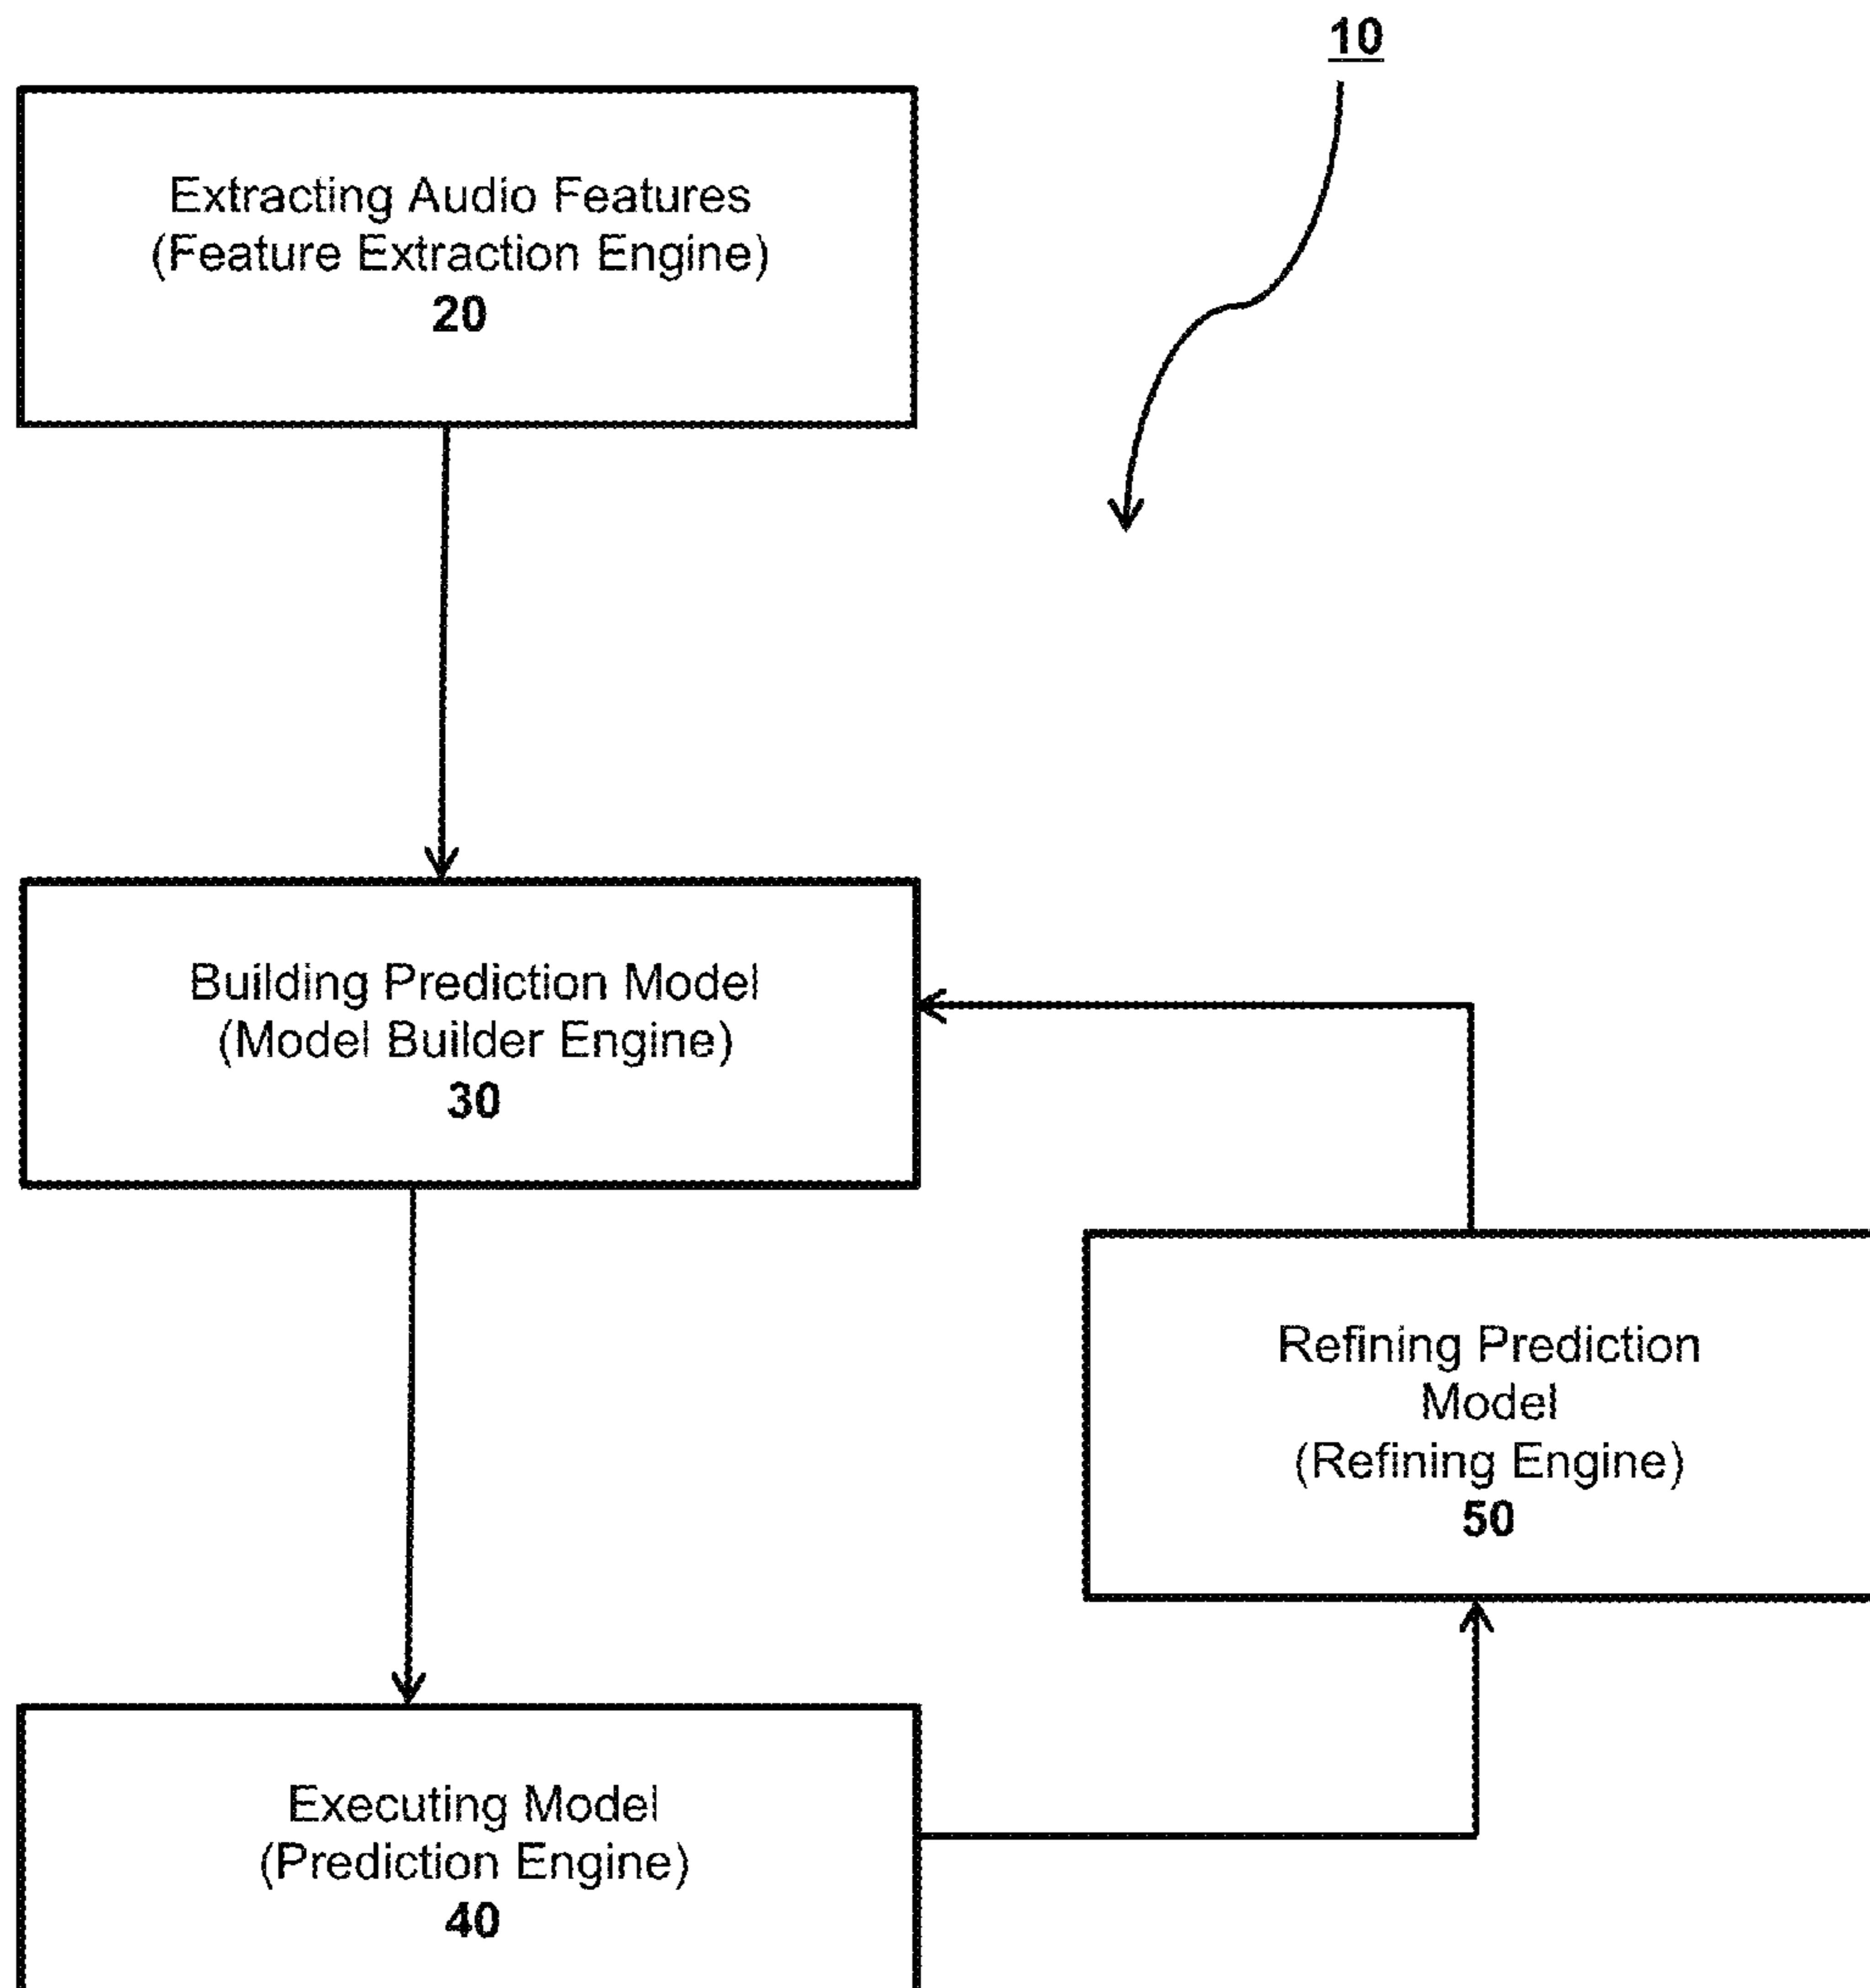 10
Extracting Audio Features
(Feature Extraction Engine)
20
Building Prediction Model
(Model Builder Engine)
30
Refining Prediction
Model
(Refining Engine)
50
Executing Model
(Prediction Engine)
40